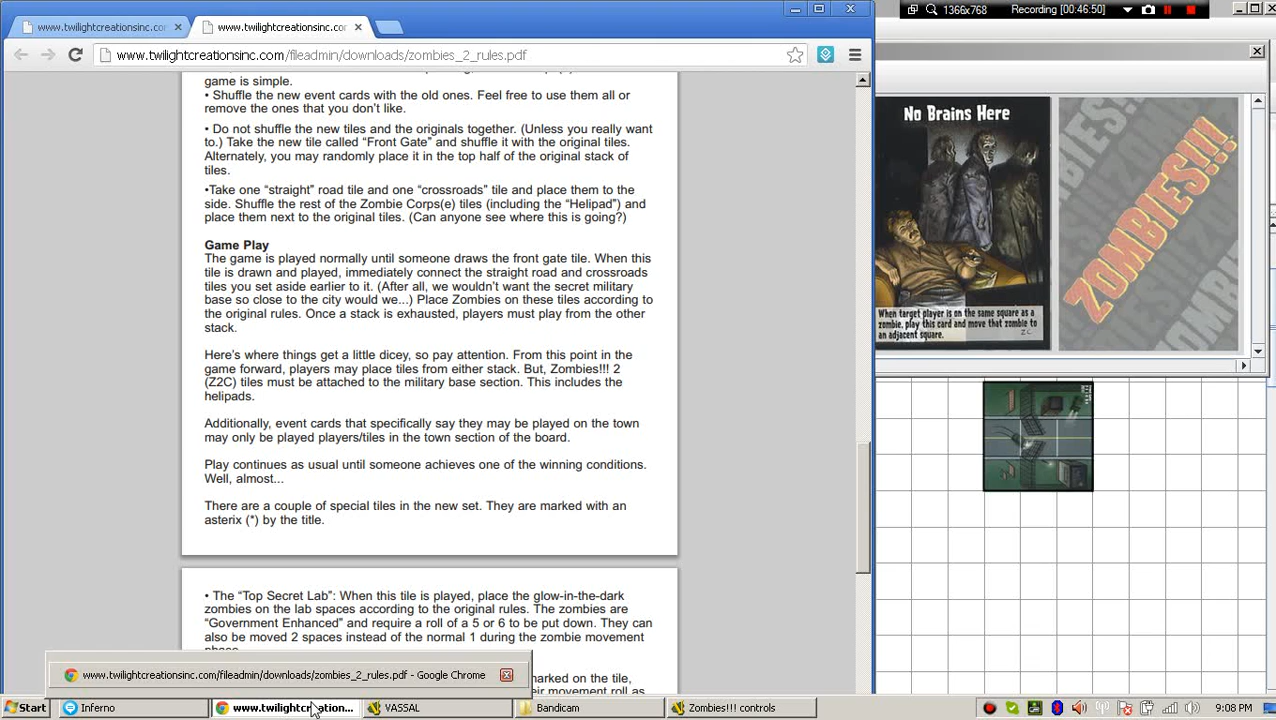 www.twilightcreationsinc.co
www.twilightcreationsinc.co
1366x768
Recording [00:46:50]
www.twilightcreationsinc.com/fileadmin/downloads/zombies_2_rules.pdf
game is simple.
• Shuffle the new event cards with the old ones. Feel free to use them all or
remove the ones that you don't like.
• Do not shuffle the new tiles and the originals together. (Unless you really want
to.) Take the new tile called "Front Gate" and shuffle it with the original tiles.
Alternately, you may randomly place it in the top half of the original stack of
tiles.
•Take one "straight" road tile and one "crossroads" tile and place them to the
side. Shuffle the rest of the Zombie Corps(e) tiles (including the "Helipad") and
place them next to the original tiles. (Can anyone see where this is going?)
Game Play
The game is played normally until someone draws the front gate tile. When this
tile is drawn and played, immediately connect the straight road and crossroads
tiles you set aside earlier to it. (After all, we wouldn't want the secret military
base so close to the city would we...) Place Zombies on these tiles according to
the original rules. Once a stack is exhausted, players must play from the other
stack.
Here's where things get a little dicey, so pay attention. From this point in the
game forward, players may place tiles from either stack. But, Zombies!!! 2
(Z2C) tiles must be attached to the military base section. This includes the
helipads.
Additionally, event cards that specifically say they may be played on the town
may only be played players/tiles in the town section of the board.
Play continues as usual until someone achieves one of the winning conditions.
Well, almost...
There are a couple of special tiles in the new set. They are marked with an
asterix (*) by the title.
• The "Top Secret Lab": When this tile is played, place the glow-in-the-dark
zombies on the lab spaces according to the original rules. The zombies are
"Government Enhanced" and require a roll of a 5 or 6 to be put down. They can
also be moved 2 spaces instead of the normal 1 during the zombie movement
marked on the tile,
eir movement roll as
No Brains Here
When target player is on the same square as a
zombie, play this card and move that zombie to
an adjacent square.
ZC
ZOMBIES!!!
www.twilightcreationsinc.com/fileadmin/downloads/zombies_2_rules.pdf - Google Chrome
Start
Inferno
www.twilightcreation...
VASSAL
Bandicam
Zombies!!! controls
9:08 PM